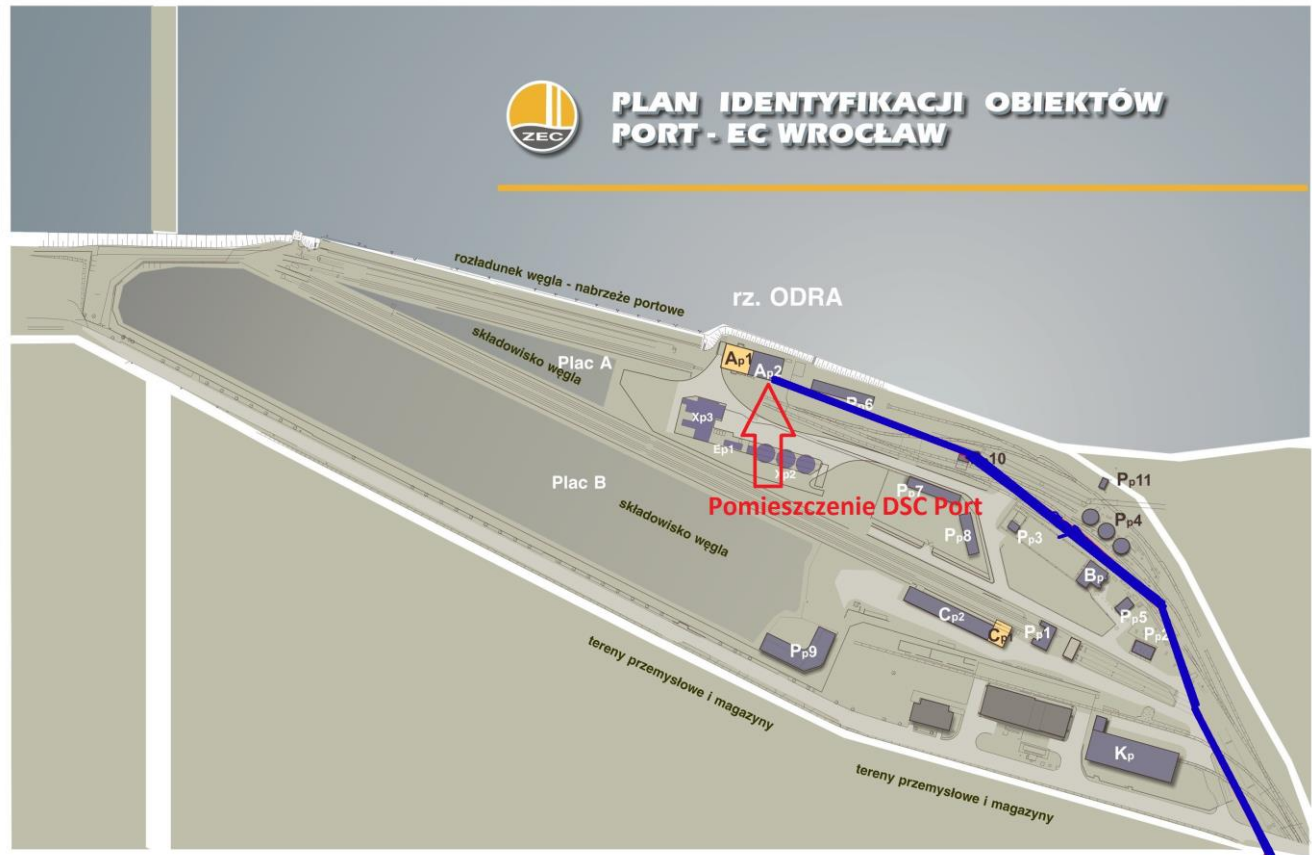 ZEC
PLAN IDENTYFIKACJI OBIEKTÓW
PORT - EC WROCŁAW
rozładunek węgla - nabrzeże portowe
rz. ODRA
składowisko węgla
Plac A
Ap1
Ap2
Pp6
Xp3
Ep1
Xp2
10
Pp11
Plac B
Pp7
Pomieszczenie DSC Port
składowisko węgla
Pp8
Pp3
Pp4
Bp
Pp5
Cp2
Pp1
Pp2
Pp9
tereny przemysłowe i magazyny
Kp
tereny przemysłowe i magazyny